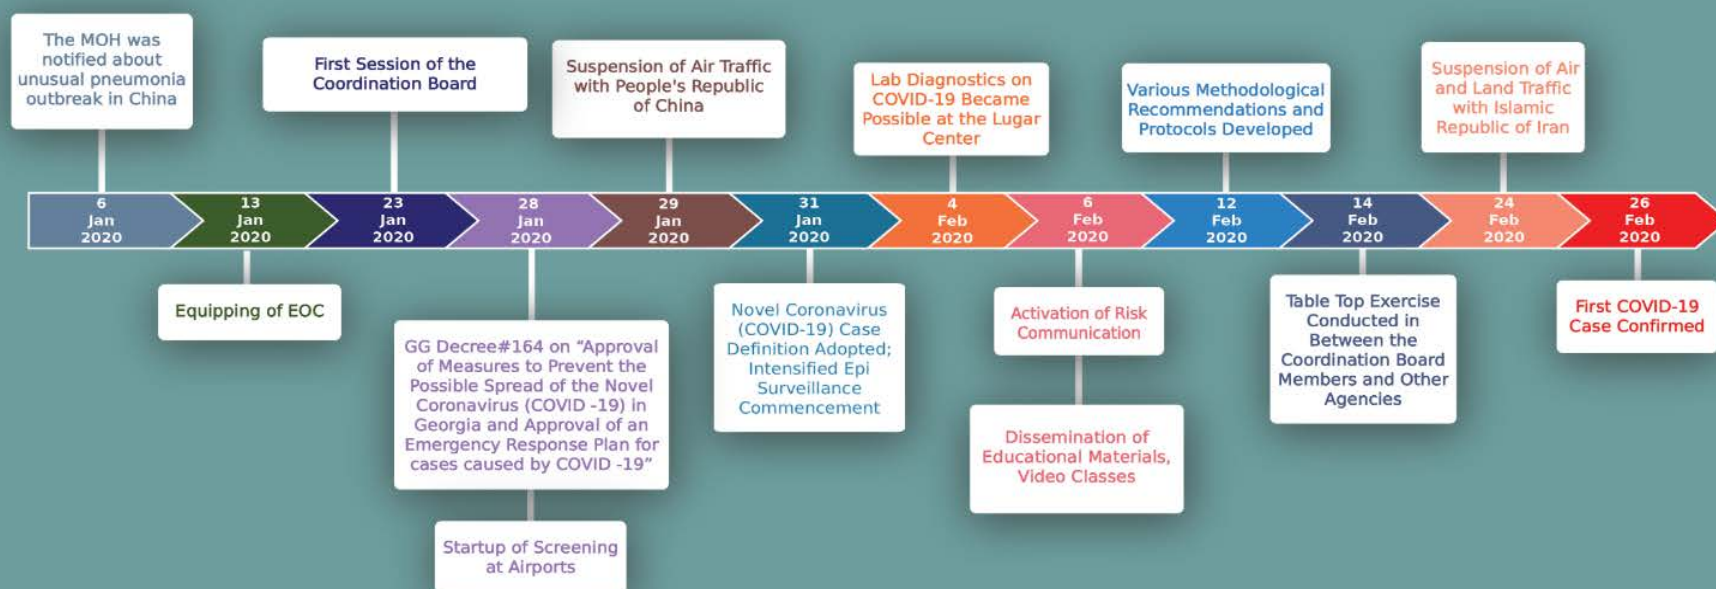 The MOH was
notified about
unusual pneumonia
outbreak in China
First Session of the
Coordination Board
Suspension of Air Traffic
with People's Republic
of China
Lab Diagnostics on
COVID-19 Became
Possible at the Lugar
Center
Various Methodological
Recommendations and
Protocols Developed
Suspension of Air
and Land Traffic
with Islamic
Republic of Iran
6
Jan
2020
13
Jan
2020
23
Jan
2020
28
Jan
2020
29
Jan
2020
31
Jan
2020
4
Feb
2020
6
Feb
2020
12
Feb
2020
14
Feb
2020
24
Feb
2020
26
Feb
2020
Equipping of EOC
GG Decree#164 on “Approval
of Measures to Prevent the
Possible Spread of the Novel
Coronavirus (COVID -19) in
Georgia and Approval of an
Emergency Response Plan for
cases caused by COVID -19”
Startup of Screening
at Airports
Novel Coronavirus
(COVID-19) Case
Definition Adopted;
Intensified Epi
Surveillance
Commencement
Activation of Risk
Communication
Dissemination of
Educational Materials,
Video Classes
Table Top Exercise
Conducted in
Between the
Coordination Board
Members and Other
Agencies
First COVID-19
Case Confirmed